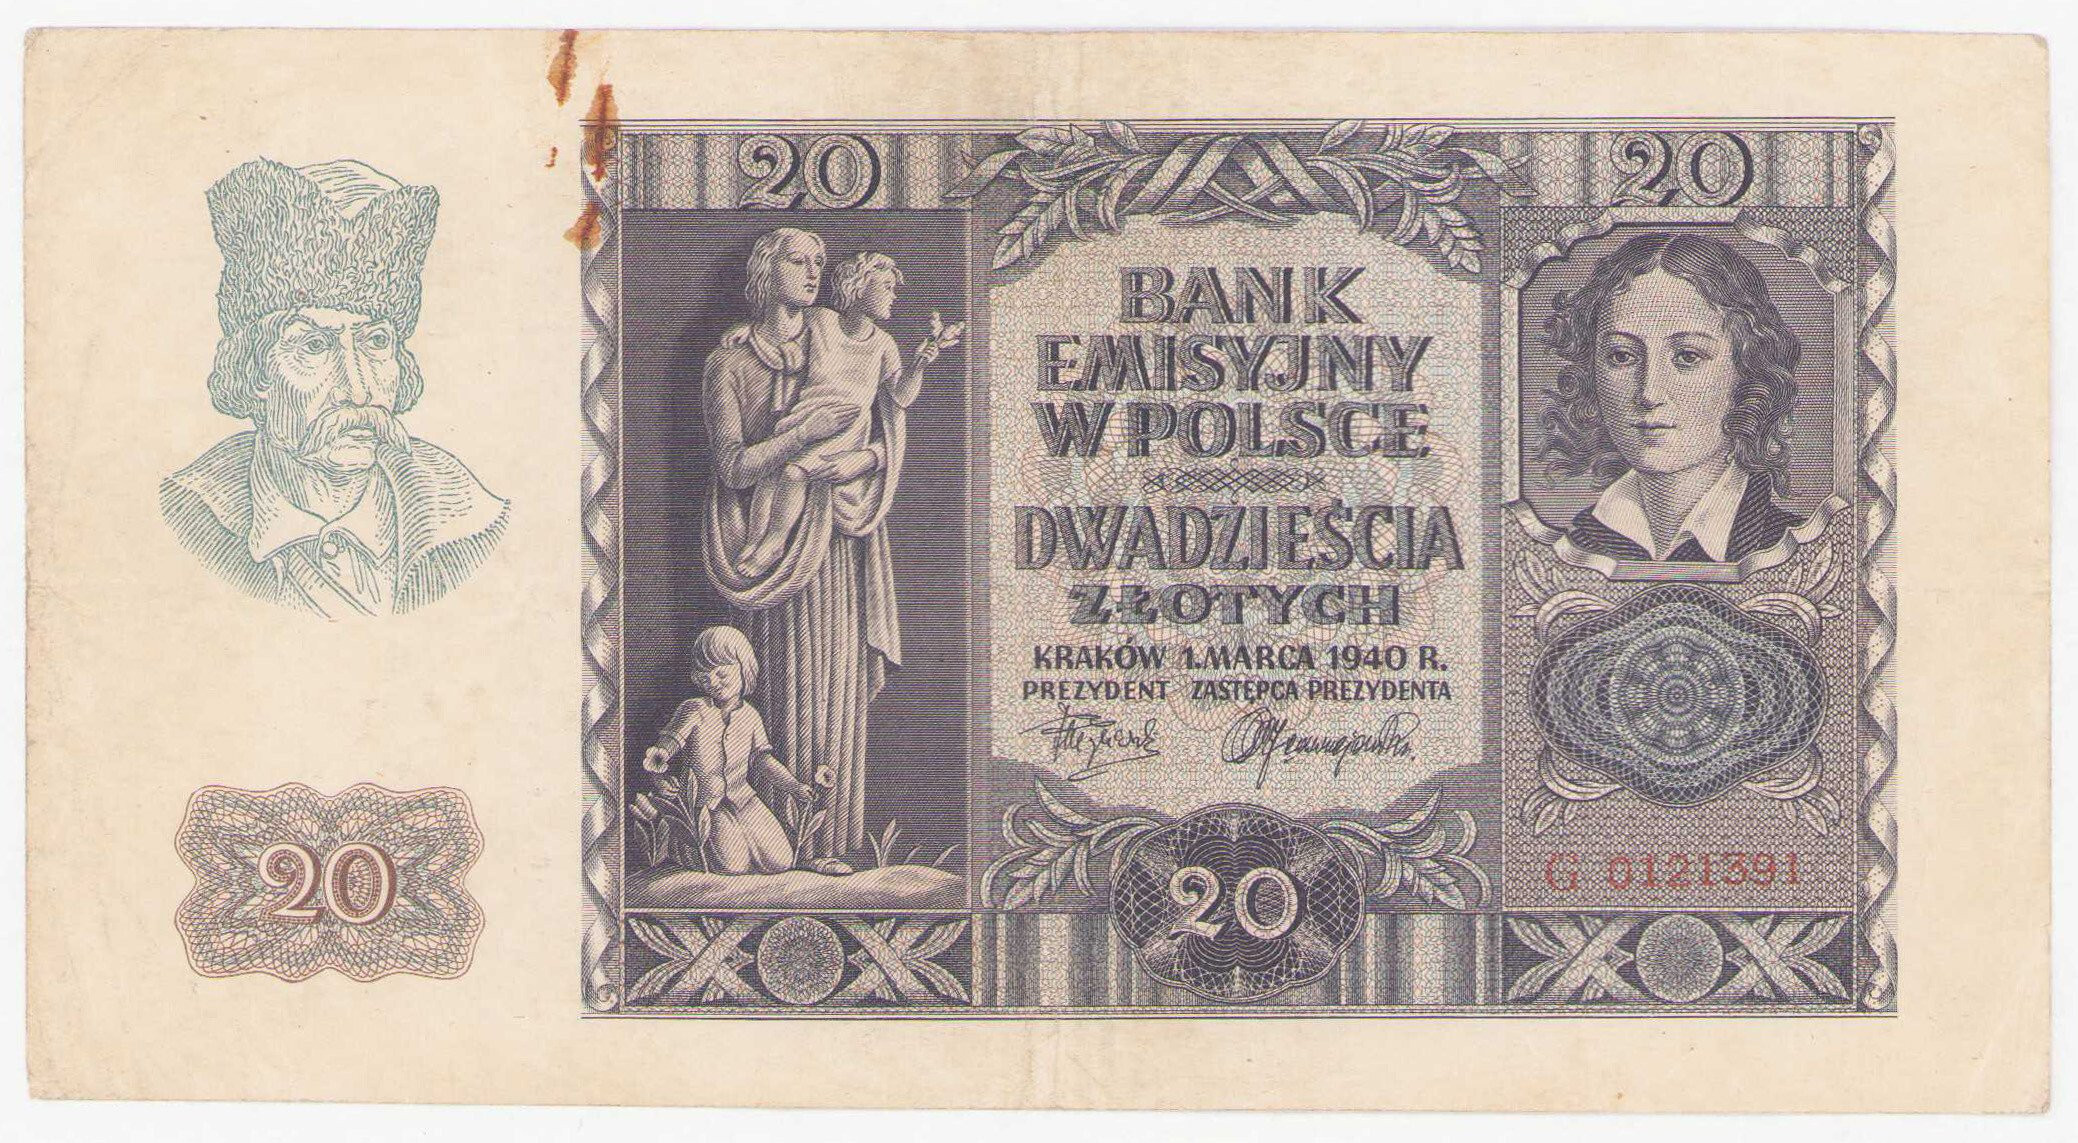 20
20
BANK
EMISYJNY
W POLSCE
DWADZIEŚCIA
ZŁOTYCH
KRAKÓW 1. MARCA 1940 R.
PREZYDENT ZASTĘPCA PREZYDENTA
G 0121391
20
20